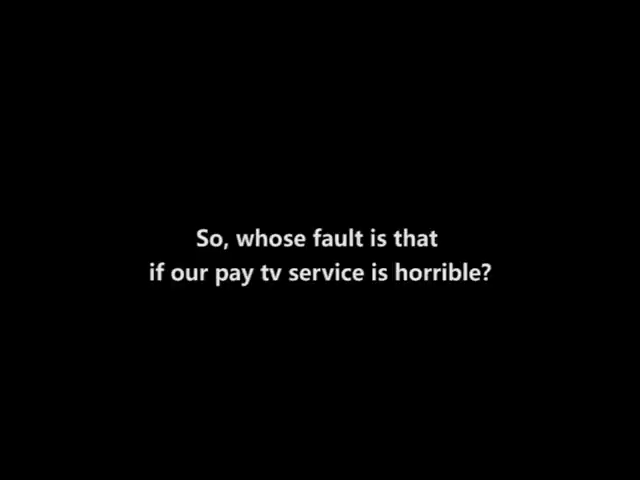 So, whose fault is that
if our pay tv service is horrible?